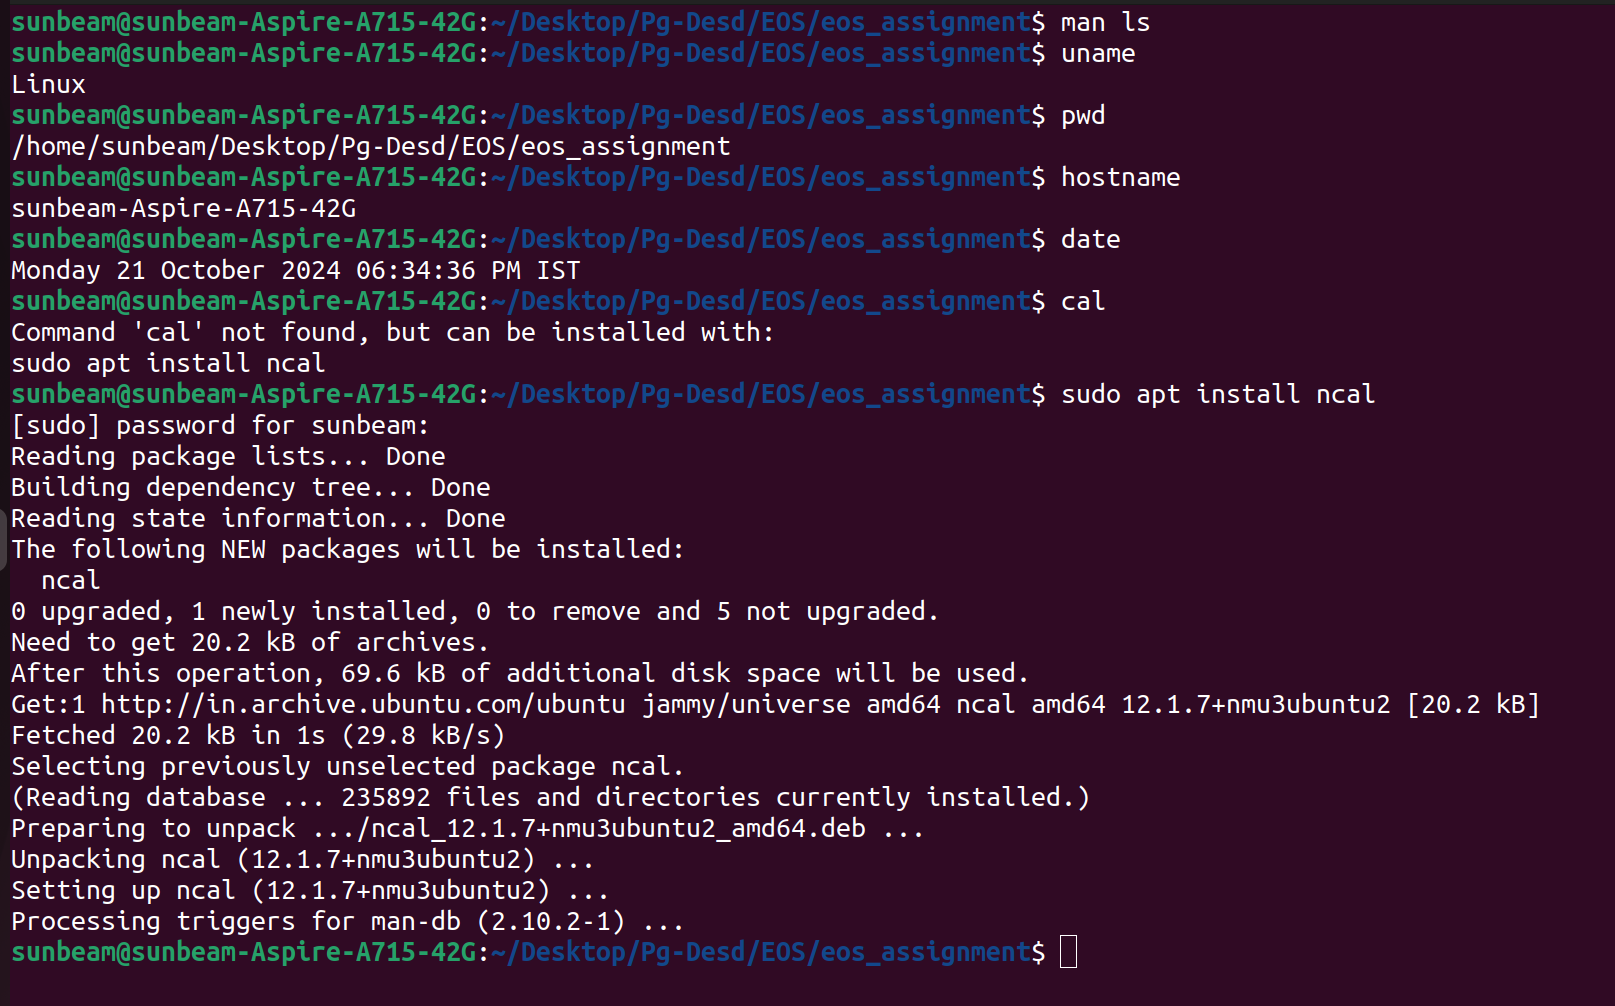 sunbeam@sunbeam-Aspire-A715-42G:~/Desktop/Pg-Desd/EOS/eos_assignment$ man ls
sunbeam@sunbeam-Aspire-A715-42G:~/Desktop/Pg-Desd/EOS/eos_assignment$ uname
Linux
sunbeam@sunbeam-Aspire-A715-42G:~/Desktop/Pg-Desd/EOS/eos_assignment$ pwd
/home/sunbeam/Desktop/Pg-Desd/EOS/eos_assignment
sunbeam@sunbeam-Aspire-A715-42G:~/Desktop/Pg-Desd/EOS/eos_assignment$ hostname
sunbeam-Aspire-A715-42G
sunbeam@sunbeam-Aspire-A715-42G:~/Desktop/Pg-Desd/EOS/eos_assignment$ date
Monday 21 October 2024 06:34:36 PM IST
sunbeam@sunbeam-Aspire-A715-42G:~/Desktop/Pg-Desd/EOS/eos_assignment$ cal
Command 'cal' not found, but can be installed with:
sudo apt install ncal
sunbeam@sunbeam-Aspire-A715-42G:~/Desktop/Pg-Desd/EOS/eos_assignment$ sudo apt install ncal
[sudo] password for sunbeam:
Reading package lists... Done
Building dependency tree... Done
Reading state information... Done
The following NEW packages will be installed:
  ncal
0 upgraded, 1 newly installed, 0 to remove and 5 not upgraded.
Need to get 20.2 kB of archives.
After this operation, 69.6 kB of additional disk space will be used.
Get:1 http://in.archive.ubuntu.com/ubuntu jammy/universe amd64 ncal amd64 12.1.7+nmu3ubuntu2 [20.2 kB]
Fetched 20.2 kB in 1s (29.8 kB/s)
Selecting previously unselected package ncal.
(Reading database ... 235892 files and directories currently installed.)
Preparing to unpack .../ncal_12.1.7+nmu3ubuntu2_amd64.deb ...
Unpacking ncal (12.1.7+nmu3ubuntu2) ...
Setting up ncal (12.1.7+nmu3ubuntu2) ...
Processing triggers for man-db (2.10.2-1) ...
sunbeam@sunbeam-Aspire-A715-42G:~/Desktop/Pg-Desd/EOS/eos_assignment$